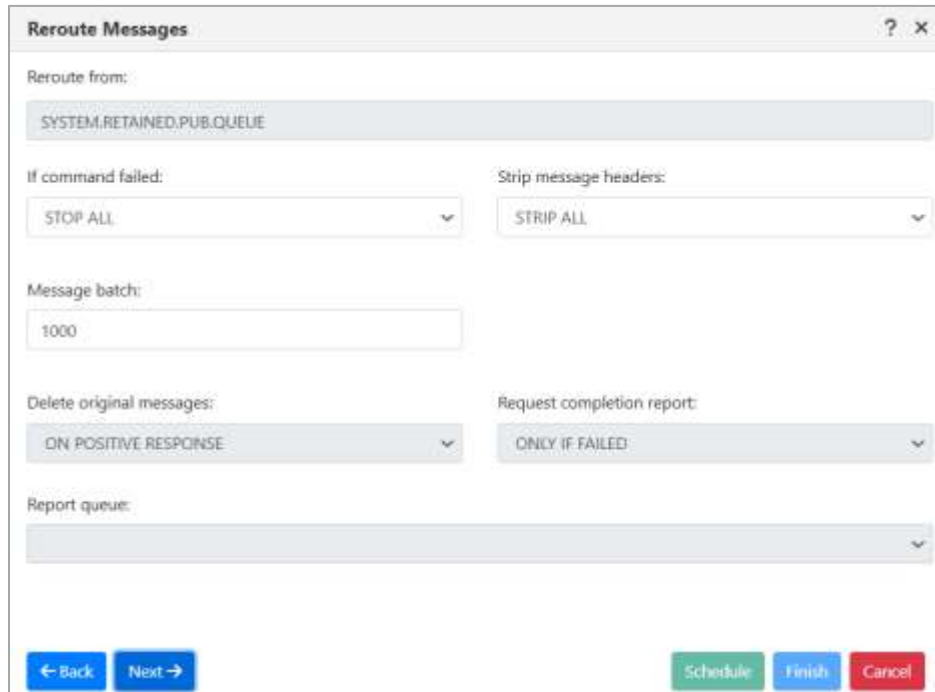 Reroute Messages ? ×
Reroute from:
SYSTEM.RETAINED.PUB.QUEUE
If command failed: Strip message headers:
STOP ALL STRIP ALL
Message batch:
1000
Delete original messages: Request completion report:
ON POSITIVE RESPONSE ONLY IF FAILED
Report queue:
← Back Next → Schedule Finish Cancel